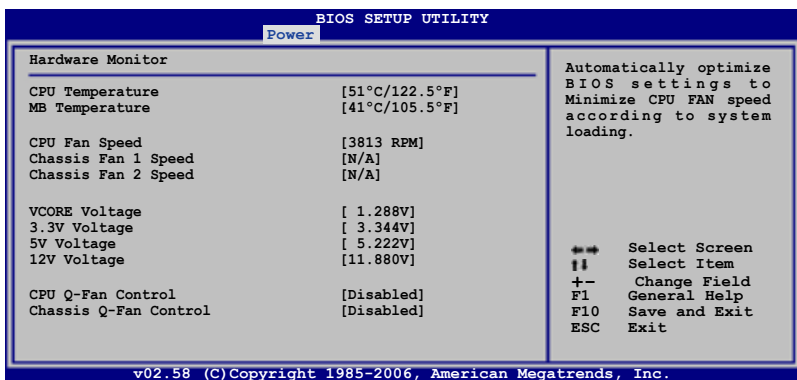 BIOS SETUP UTILITY
Power
Hardware Monitor
CPU Temperature [51°C/122.5°F]
MB Temperature [41°C/105.5°F]
CPU Fan Speed [3813 RPM]
Chassis Fan 1 Speed [N/A]
Chassis Fan 2 Speed [N/A]
VCORE Voltage [ 1.288V]
3.3V Voltage [ 3.344V]
5V Voltage [ 5.222V]
12V Voltage [11.880V]
CPU Q-Fan Control [Disabled]
Chassis Q-Fan Control [Disabled]
Automatically optimize
BIOS settings to
Minimize CPU FAN speed
according to system
loading.
←→ Select Screen
↑↓ Select Item
+- Change Field
F1 General Help
F10 Save and Exit
ESC Exit
v02.58 (C)Copyright 1985-2006, American Megatrends, Inc.